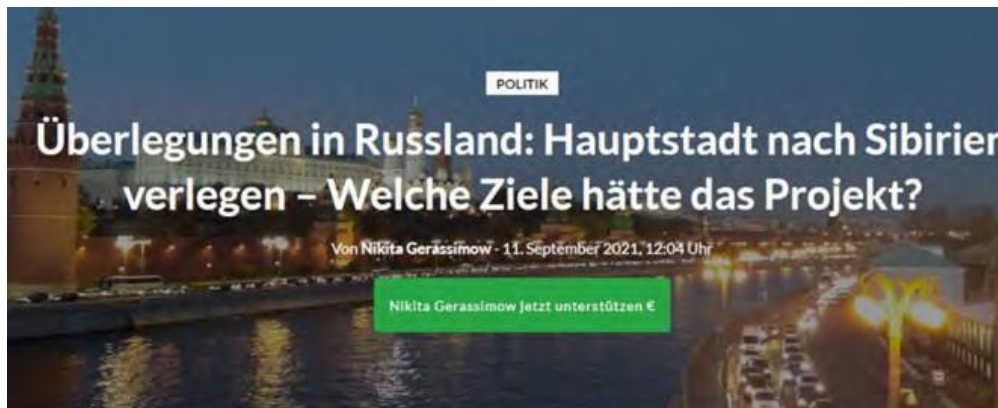 POLITIK
Überlegungen in Russland: Hauptstadt nach Sibirien
verlegen – Welche Ziele hätte das Projekt?
Von Nikita Gerassimow - 11. September 2021, 12:04 Uhr
Nikita Gerassimow jetzt unterstützen €